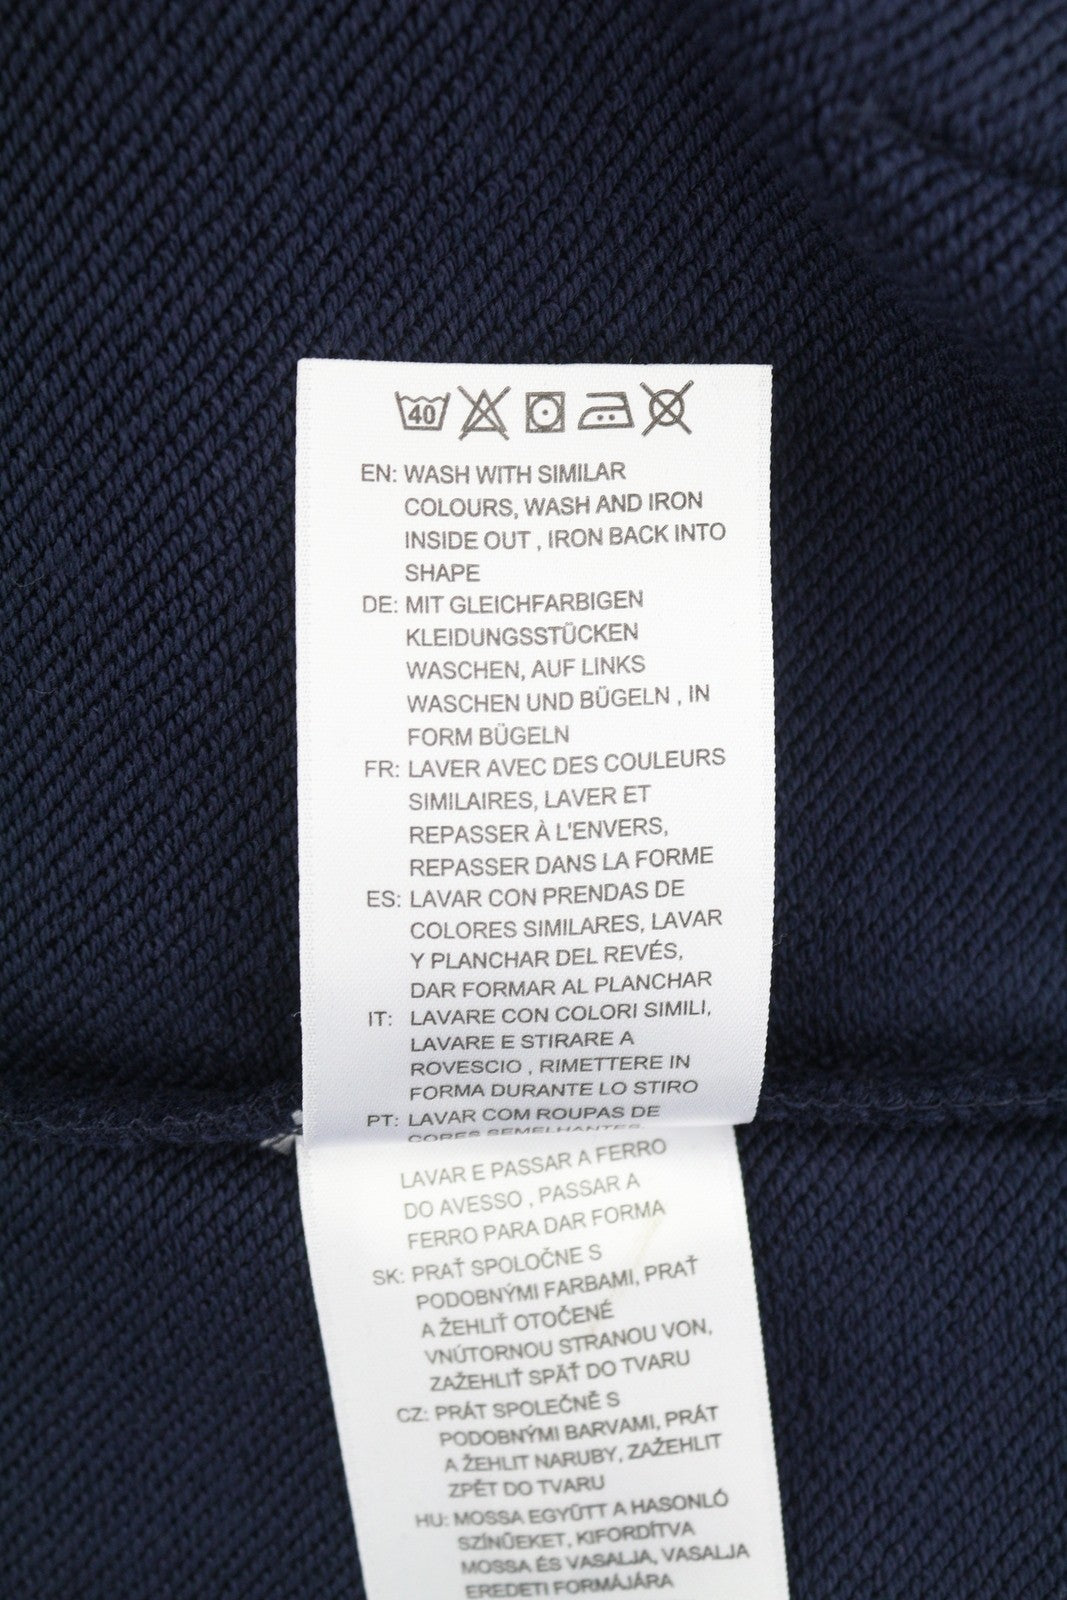 40
EN: WASH WITH SIMILAR
COLOURS, WASH AND IRON
INSIDE OUT , IRON BACK INTO
SHAPE
DE: MIT GLEICHFARBIGEN
KLEIDUNGSSTÜCKEN
WASCHEN, AUF LINKS
WASCHEN UND BÜGELN , IN
FORM BÜGELN
FR: LAVER AVEC DES COULEURS
SIMILAIRES, LAVER ET
REPASSER À L'ENVERS,
REPASSER DANS LA FORME
ES: LAVAR CON PRENDAS DE
COLORES SIMILARES, LAVAR
Y PLANCHAR DEL REVÉS,
DAR FORMAR AL PLANCHAR
IT: LAVARE CON COLORI SIMILI,
LAVARE E STIRARE A
ROVESCIO , RIMETTERE IN
FORMA DURANTE LO STIRO
PT: LAVAR COM ROUPAS DE
CORES SEMELHANTES,
LAVAR E PASSAR A FERRO
DO AVESSO , PASSAR A
FERRO PARA DAR FORMA
SK: PRAŤ SPOLOČNE S
PODOBNÝMI FARBAMI, PRAŤ
A ŽEHLIŤ OTOČENÉ
VNÚTORNOU STRANOU VON,
ZAŽEHLIŤ SPÄŤ DO TVARU
CZ: PRÁT SPOLEČNĚ S
PODOBNÝMI BARVAMI, PRÁT
A ŽEHLIT NARUBY, ZAŽEHLIT
ZPĚT DO TVARU
HU: MOSSA EGYÜTT A HASONLÓ
SZÍNŰEKET, KIFORDÍTVA
MOSSA ÉS VASALJA, VASALJA
EREDETI FORMÁJÁRA